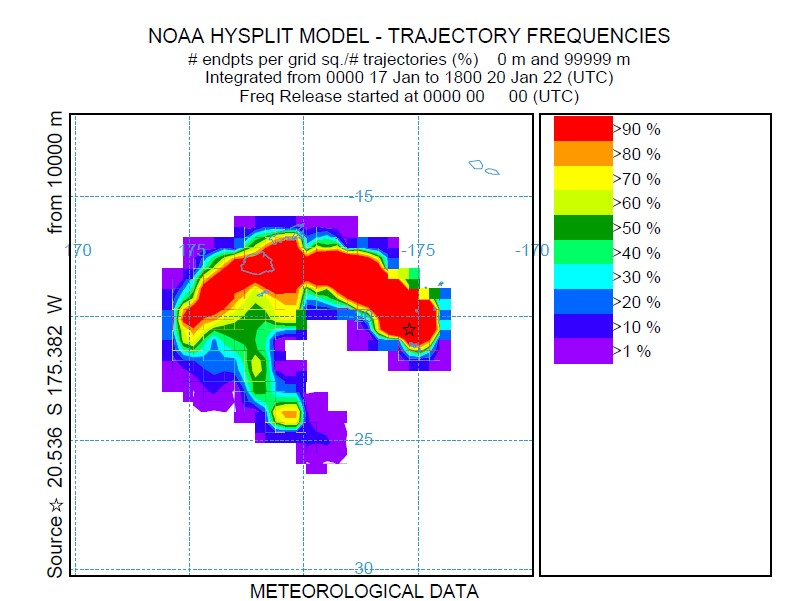 NOAA HYSPLIT MODEL - TRAJECTORY FREQUENCIES
# endpts per grid sq./# trajectories (%) 0 m and 99999 m
Integrated from 0000 17 Jan to 1800 20 Jan 22 (UTC)
Freq Release started at 0000 00 00 (UTC)
Source ☆ 20.536 S 175.382 W from 10000 m
>90 %
>80 %
>70 %
>60 %
>50 %
>40 %
>30 %
>20 %
>10 %
>1 %
-15
170
175
-175
-170
-25
-30
METEOROLOGICAL DATA